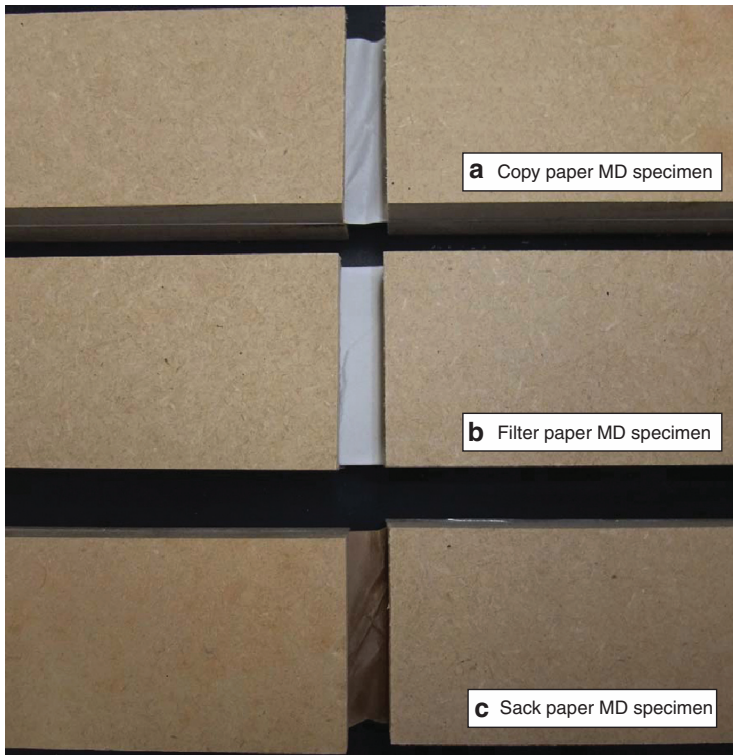 a Copy paper MD specimen
b Filter paper MD specimen
c Sack paper MD specimen